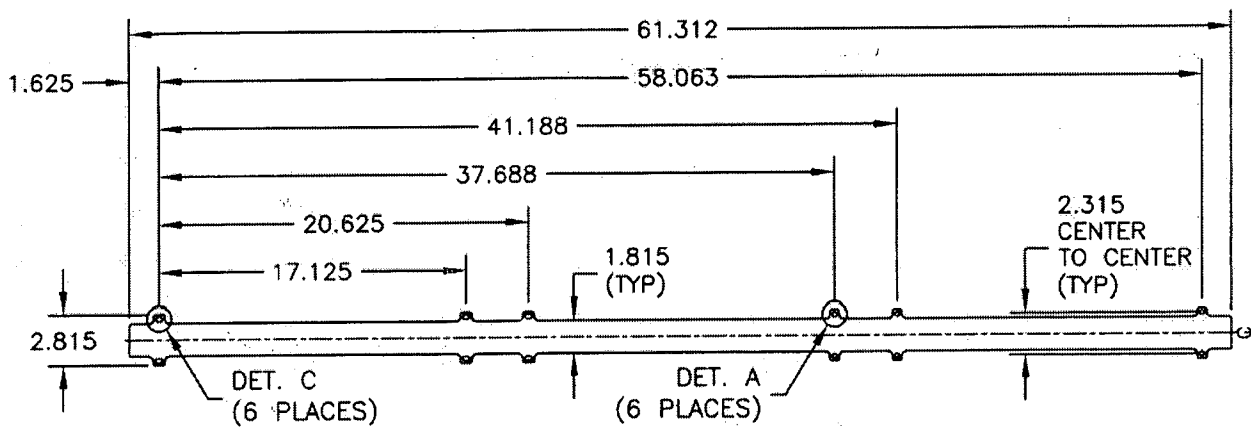 61.312
1.625
58.063
41.188
37.688
20.625
2.315
CENTER
TO CENTER
(TYP)
17.125
1.815
(TYP)
2.815
DET. C
(6 PLACES)
DET. A
(6 PLACES)